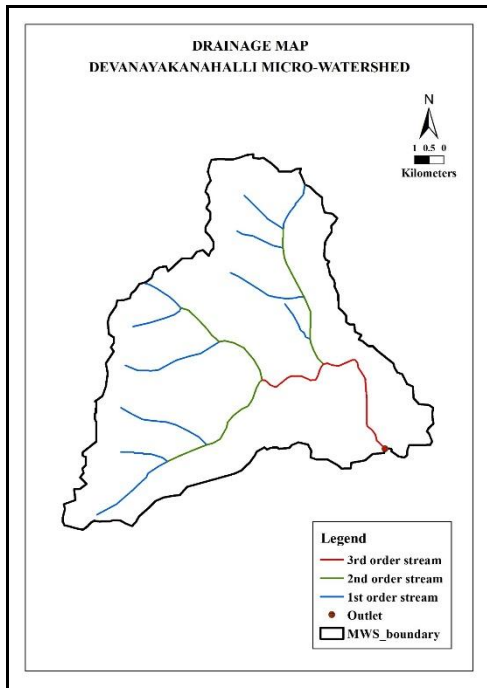 DRAINAGE MAP
DEVANAYAKANAHALLI MICRO-WATERSHED
N
1 0.5 0
Kilometers
Legend
3rd order stream
2nd order stream
1st order stream
Outlet
MWS_boundary